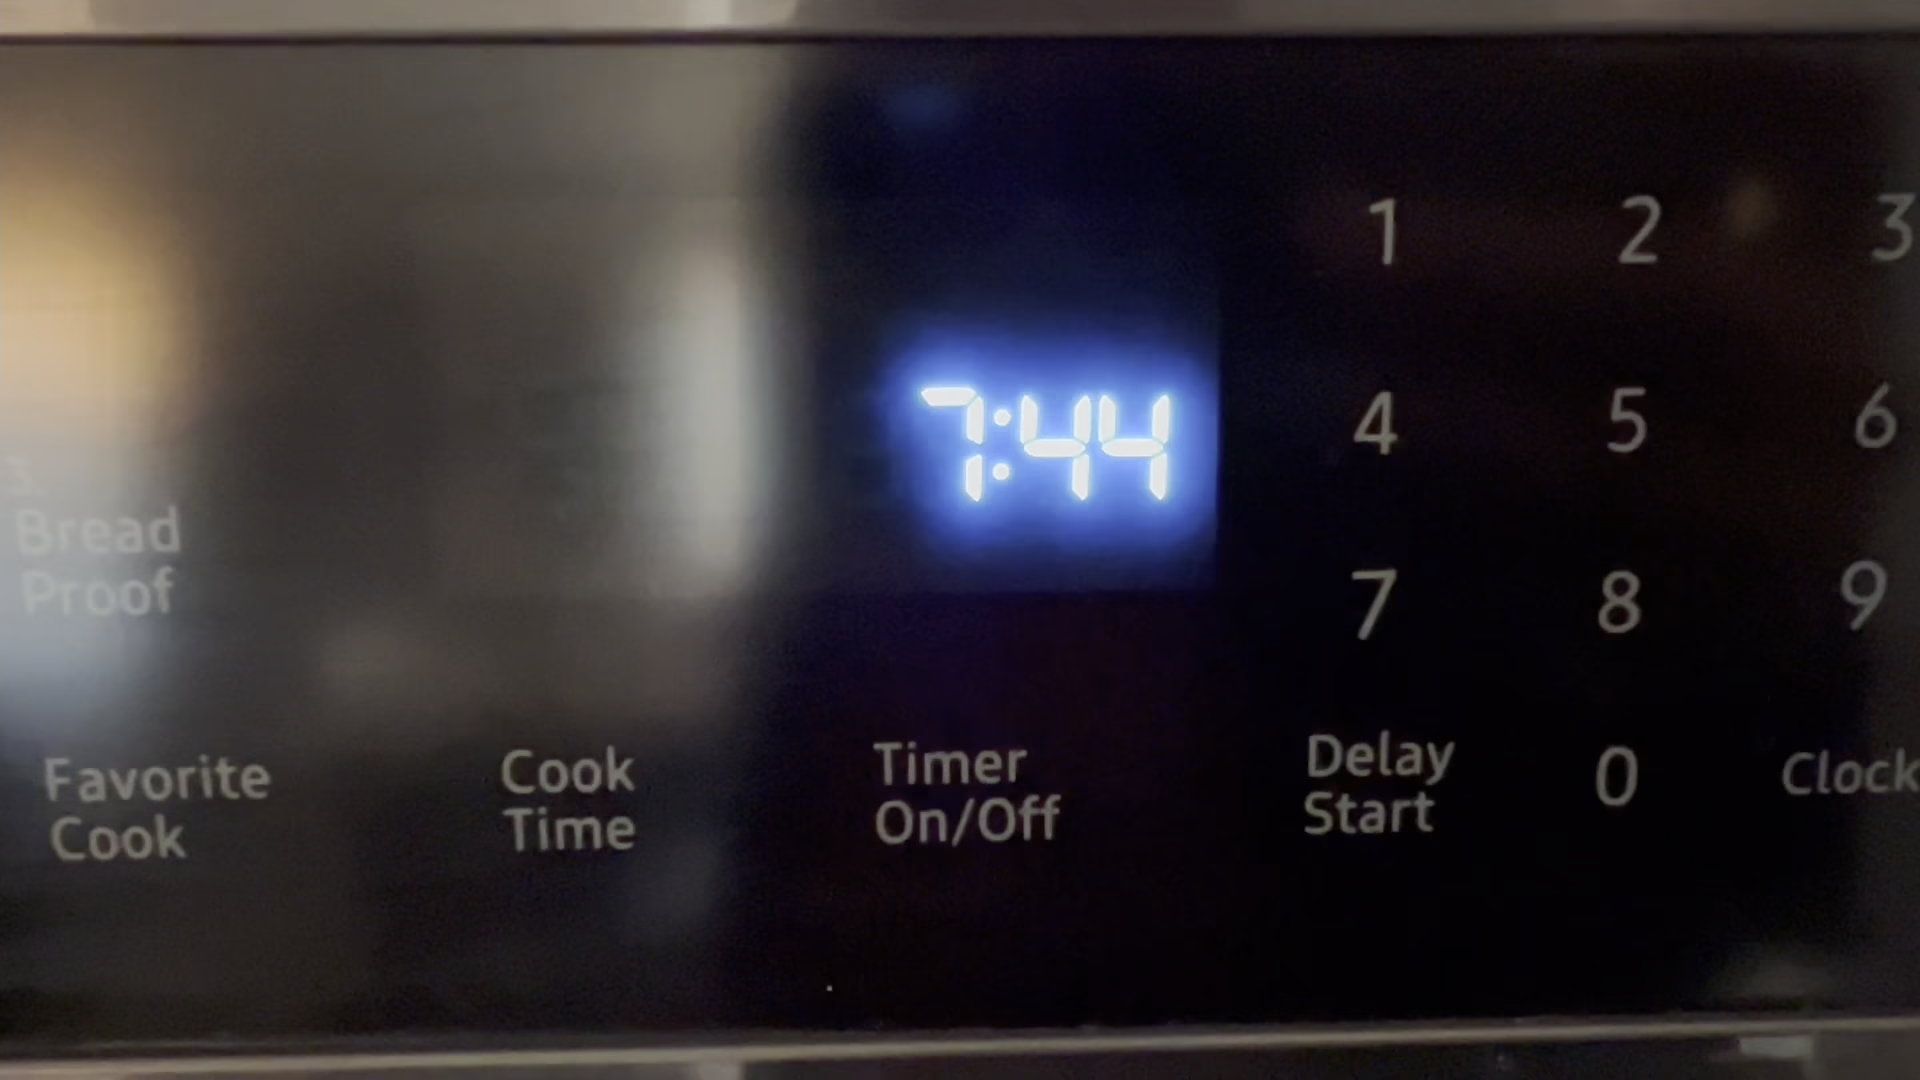 7:44
1 2 3
4 5 6
7 8 9
3.
Bread
Proof
Favorite
Cook
Cook
Time
Timer
On/Off
Delay
Start
0
Clock